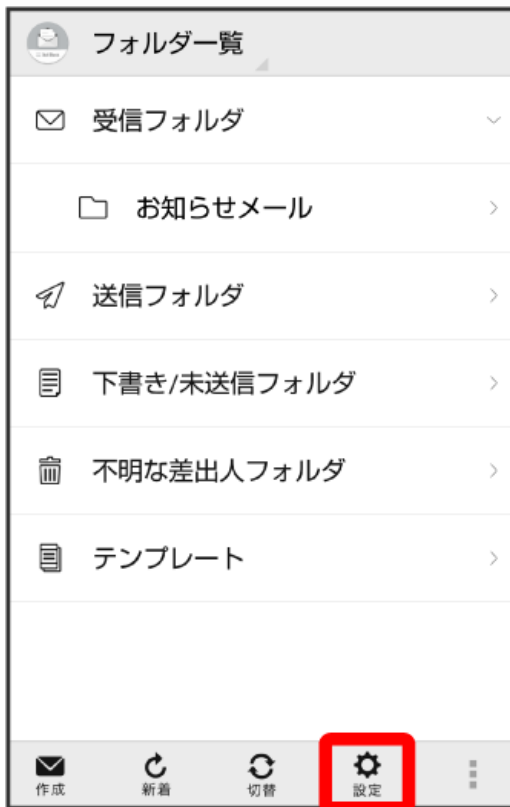 フォルダ一覧
受信フォルダ
お知らせメール
送信フォルダ
下書き/未送信フォルダ
不明な差出人フォルダ
テンプレート
作成 新着 切替 設定